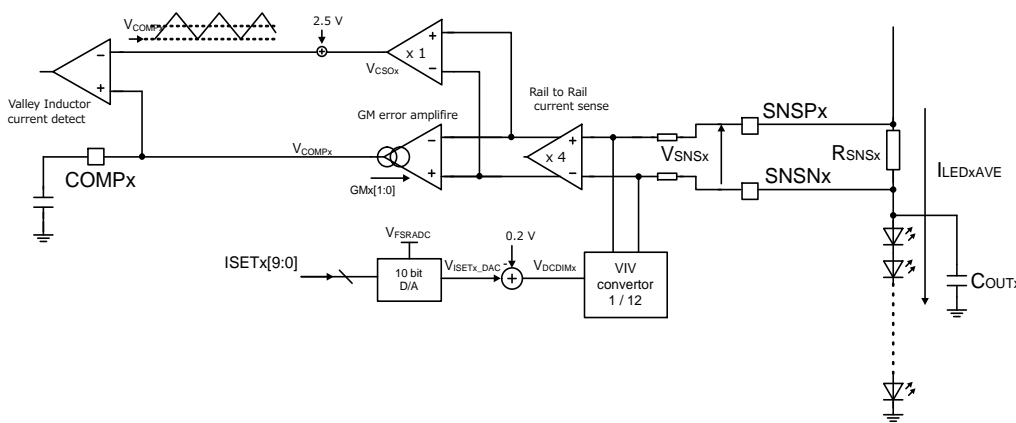 2.5 V
VCOMPx
x 1
VCSOx
Valley Inductor
current detect
GM error amplifire
Rail to Rail
current sense
SNSPx
VCOMPx
x 4
VSNSx
RSNSx
COMPx
GMx[1:0]
SNSNx
ILEDxAVE
VFSRADC
0.2 V
ISETx[9:0]
10 bit
D/A
VISETx_DAC
VDCDIMx
VIV
convertor
1 / 12
COUTx